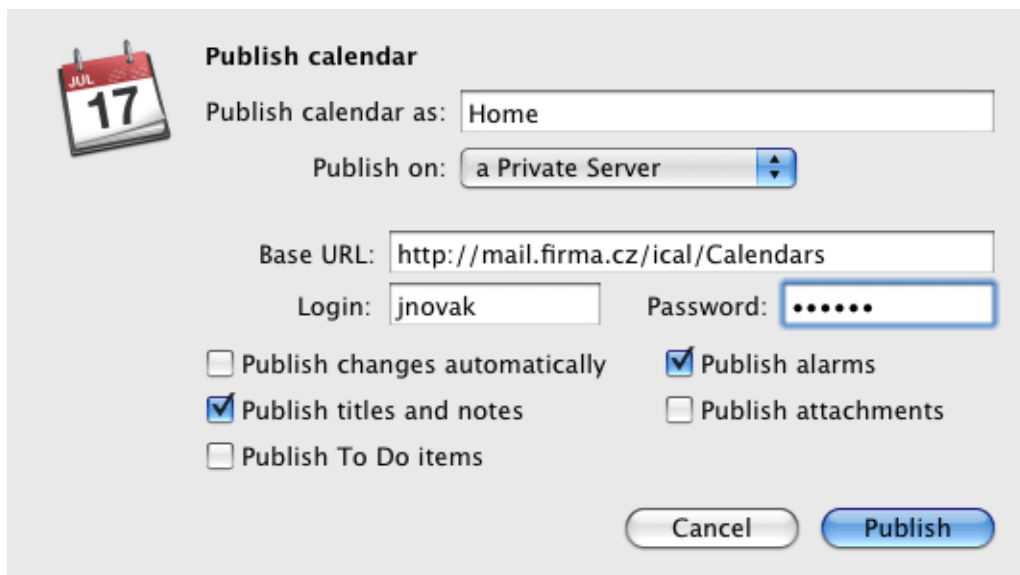 JUL
17
Publish calendar
Publish calendar as: Home
Publish on: a Private Server
Base URL: http://mail.firma.cz/ical/Calendars
Login: jnovak Password: ••••••
Publish changes automatically Publish alarms
Publish titles and notes Publish attachments
Publish To Do items
Cancel Publish